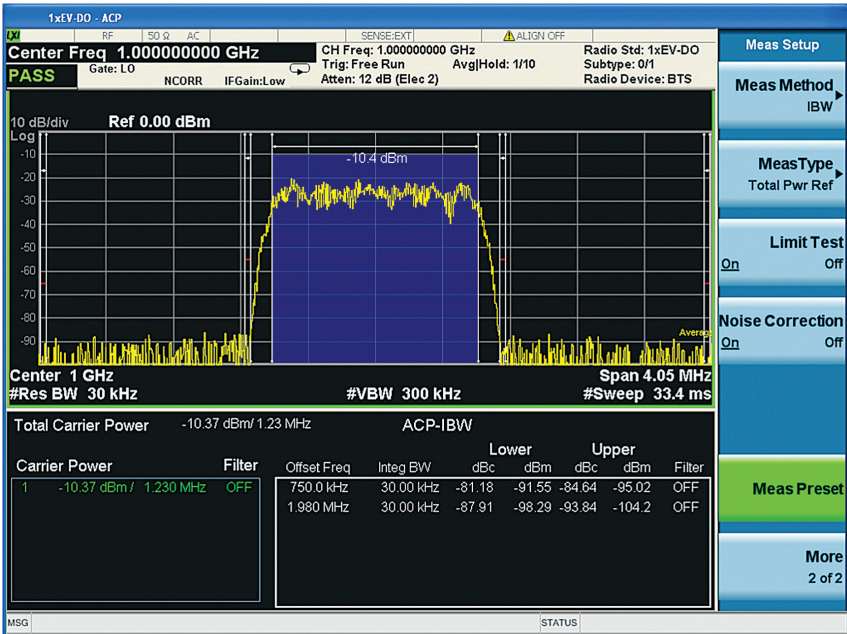 1xEV-DO - ACP
LXI RF 50 Ω AC SENSE:EXT ALIGN OFF
Center Freq 1.000000000 GHz
PASS
Gate: LO
NCORR IFGain:Low
CH Freq: 1.000000000 GHz
Trig: Free Run Avg|Hold: 1/10
Atten: 12 dB (Elec 2)
Radio Std: 1xEV-DO
Subtype: 0/1
Radio Device: BTS
10 dB/div Ref 0.00 dBm
Log
-10
-20
-30
-40
-50
-60
-70
-80
-90
-10.4 dBm
Average
Center 1 GHz Span 4.05 MHz
#Res BW 30 kHz #VBW 300 kHz #Sweep 33.4 ms
Total Carrier Power -10.37 dBm/ 1.23 MHz ACP-IBW
Lower Upper
Carrier Power Filter
Offset Freq Integ BW dBc dBm dBc dBm Filter
1 -10.37 dBm / 1.230 MHz OFF
750.0 kHz 30.00 kHz -81.18 -91.55 -84.64 -95.02 OFF
1.980 MHz 30.00 kHz -87.91 -98.29 -93.84 -104.2 OFF
MSG STATUS
Meas Setup
Meas Method
IBW
MeasType
Total Pwr Ref
Limit Test
On Off
Noise Correction
On Off
Meas Preset
More
2 of 2